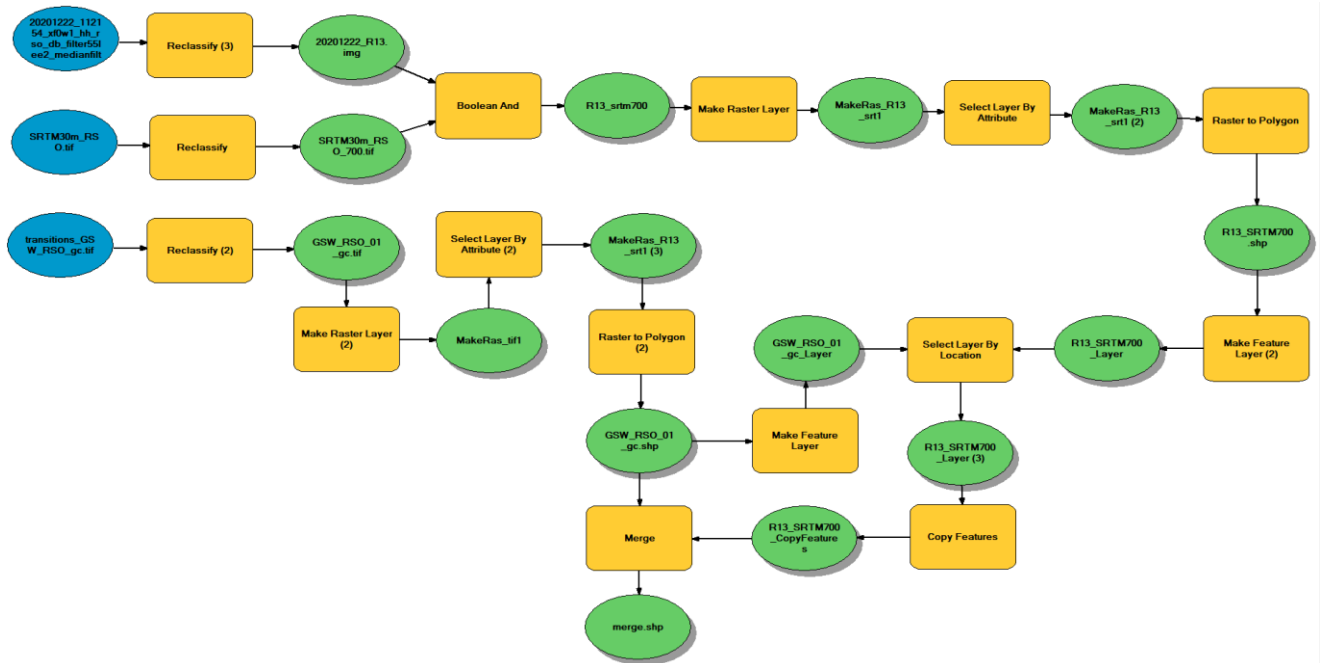 20201222_1121
54_xf0w1_hh_r
so_db_filter55l
ee2_medianfilt
Reclassify (3)
20201222_R13.
img
Boolean And
R13_srtm700
Make Raster Layer
MakeRas_R13
_srt1
Select Layer By
Attribute
MakeRas_R13
_srt1 (2)
Raster to Polygon
SRTM30m_RS
O.tif
Reclassify
SRTM30m_RS
O_700.tif
transitions_GS
W_RSO_gc.tif
Reclassify (2)
GSW_RSO_01
_gc.tif
Select Layer By
Attribute (2)
MakeRas_R13
_srt1 (3)
R13_SRTM700
.shp
Make Raster Layer
(2)
MakeRas_tif1
Raster to Polygon
(2)
GSW_RSO_01
_gc_Layer
Select Layer By
Location
R13_SRTM700
_Layer
Make Feature
Layer (2)
GSW_RSO_01
_gc.shp
Make Feature
Layer
R13_SRTM700
_Layer (3)
Merge
R13_SRTM700
_CopyFeature
s
Copy Features
merge.shp